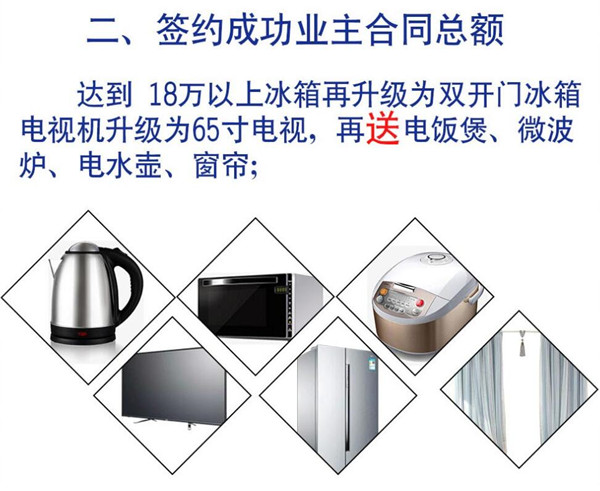 二、签约成功业主合同总额
达到 18万以上冰箱再升级为双开门冰箱
电视机升级为65寸电视，再送电饭煲、微波
炉、电水壶、窗帘;